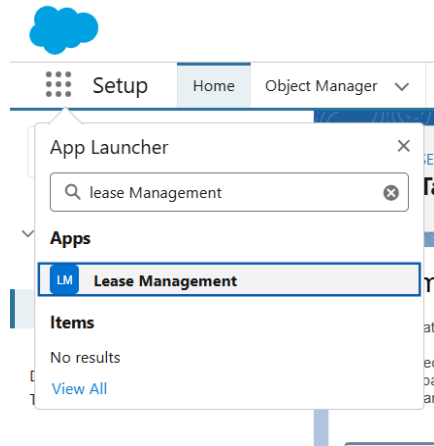 Setup
Home
Object Manager
App Launcher
lease Management
Apps
LM
Lease Management
Items
No results
View All